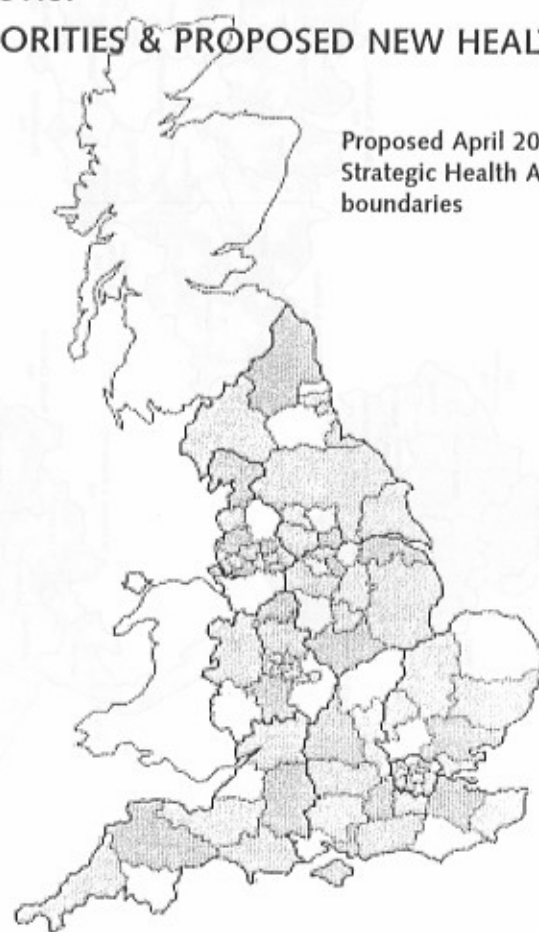 ORITIES & PROPOSED NEW HEAL
Proposed April 20
Strategic Health A
boundaries